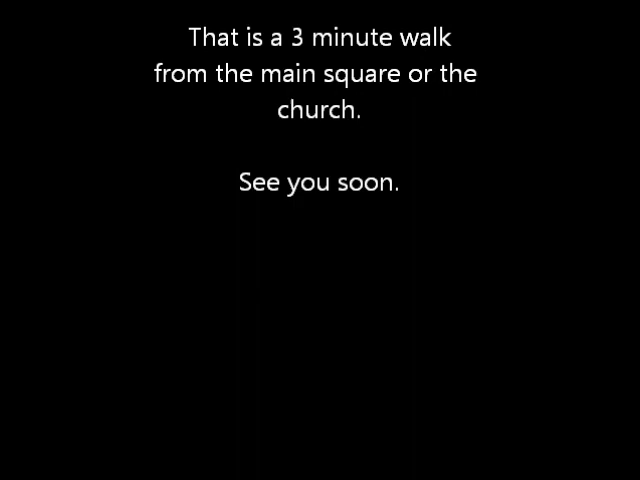 That is a 3 minute walk
from the main square or the
church.
See you soon.